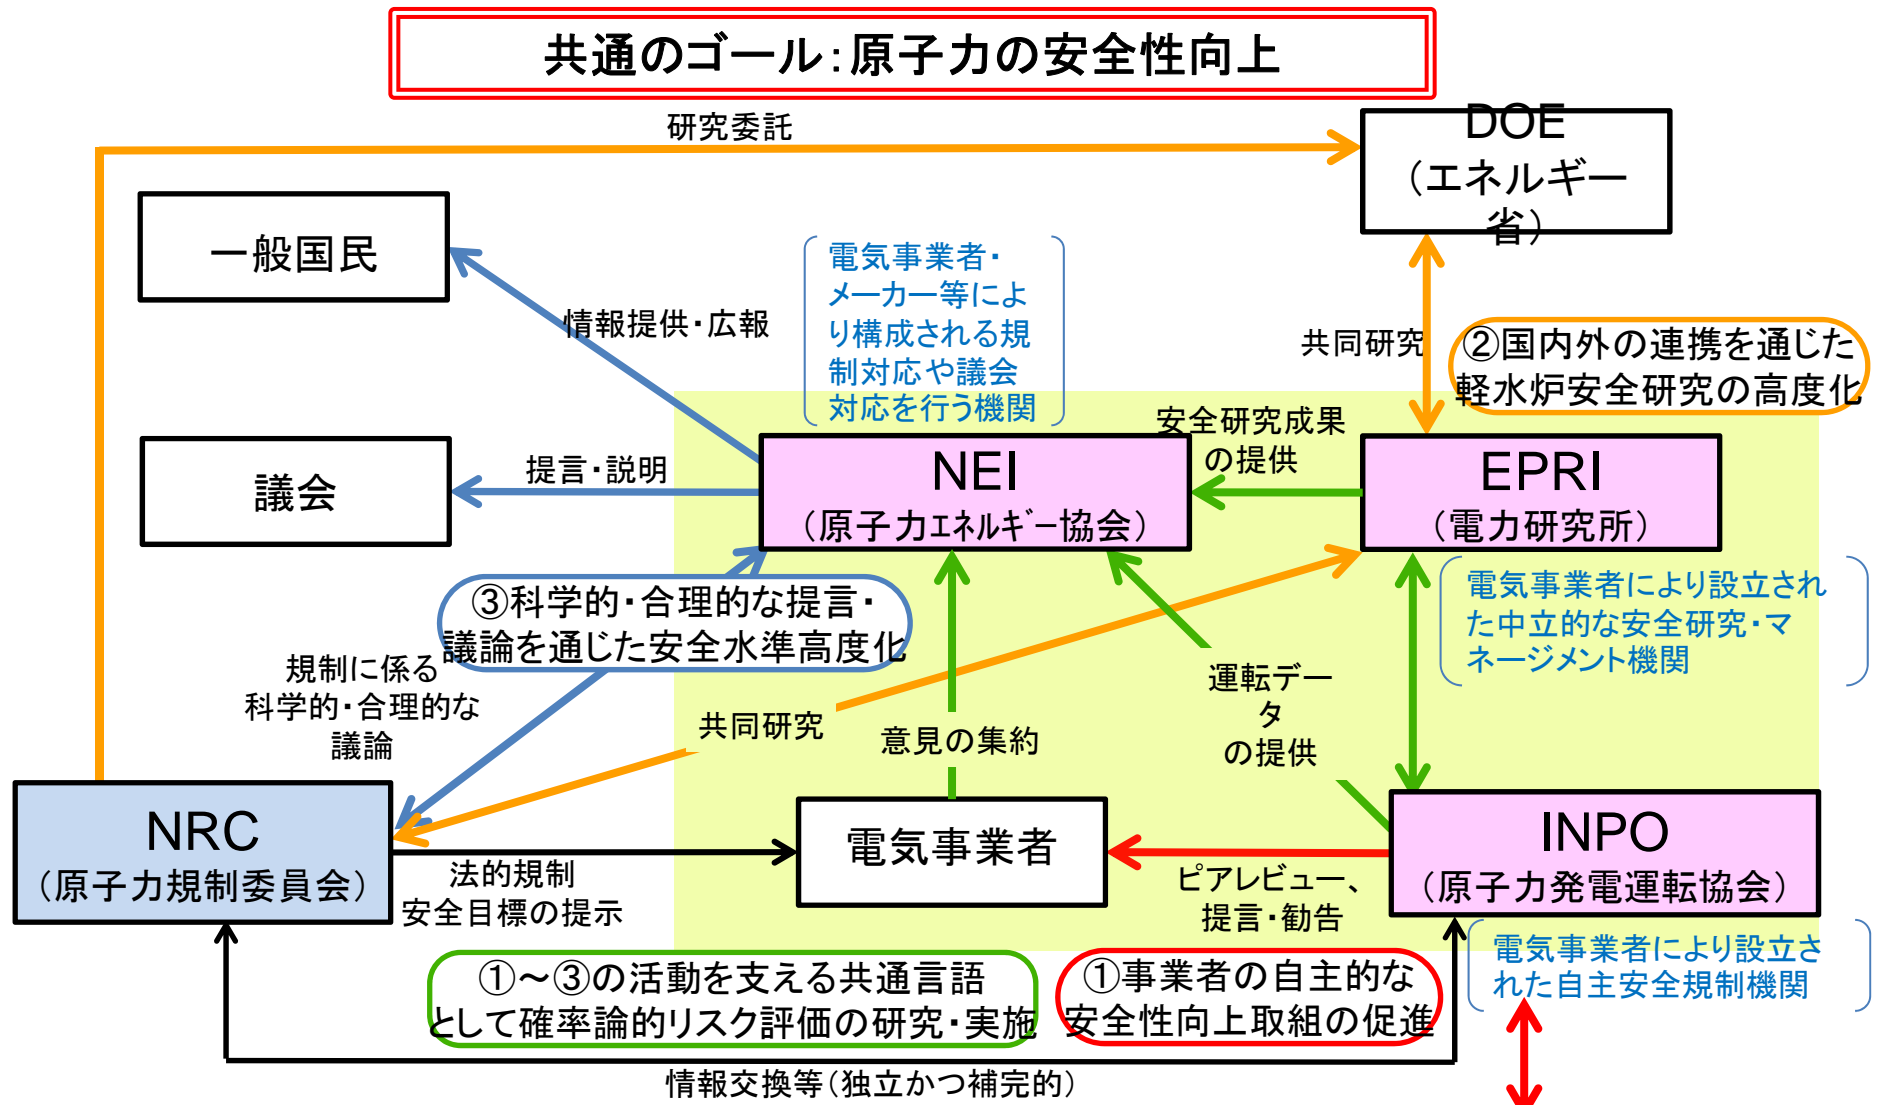 共通のゴール:原子力の安全性向上
研究委託
DOE
(エネルギー
省)
一般国民
情報提供・広報
電気事業者・
メーカー等によ
り構成される規
制対応や議会
対応を行う機関
共同研究
②国内外の連携を通じた
軽水炉安全研究の高度化
議会
提言・説明
NEI
(原子力エネルギー協会)
安全研究成果
の提供
EPRI
(電力研究所)
③科学的・合理的な提言・
議論を通じた安全水準高度化
電気事業者により設立され
た中立的な安全研究・マ
ネージメント機関
規制に係る
科学的・合理的な
議論
共同研究
意見の集約
運転デー
タ
の提供
NRC
(原子力規制委員会)
法的規制
安全目標の提示
電気事業者
ピアレビュー、
提言・勧告
INPO
(原子力発電運転協会)
①~③の活動を支える共通言語
として確率論的リスク評価の研究・実施
①事業者の自主的な
安全性向上取組の促進
電気事業者により設立さ
れた自主安全規制機関
情報交換等(独立かつ補完的)